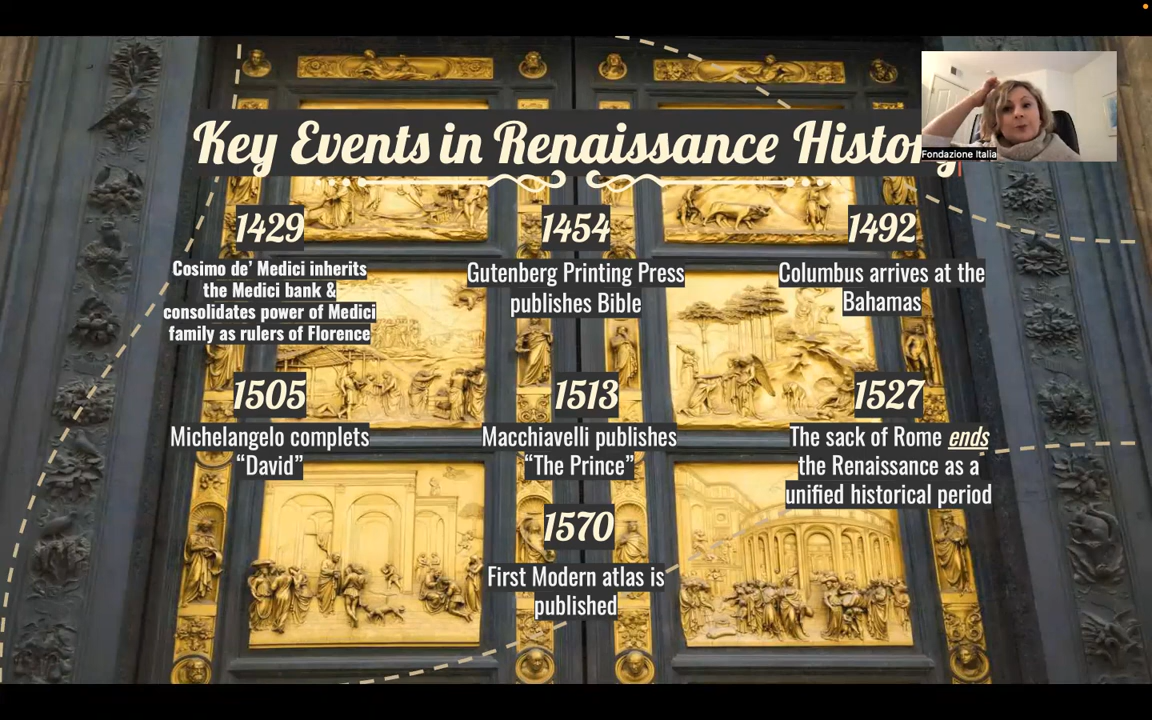 Key Events in Renaissance History
Fondazione Italia
1429
Cosimo de' Medici inherits
the Medici bank &
consolidates power of Medici
family as rulers of Florence
1454
Gutenberg Printing Press
publishes Bible
1492
Columbus arrives at the
Bahamas
1505
Michelangelo complets
“David”
1513
Macchiavelli publishes
“The Prince”
1527
The sack of Rome ends
the Renaissance as a
unified historical period
1570
First Modern atlas is
published